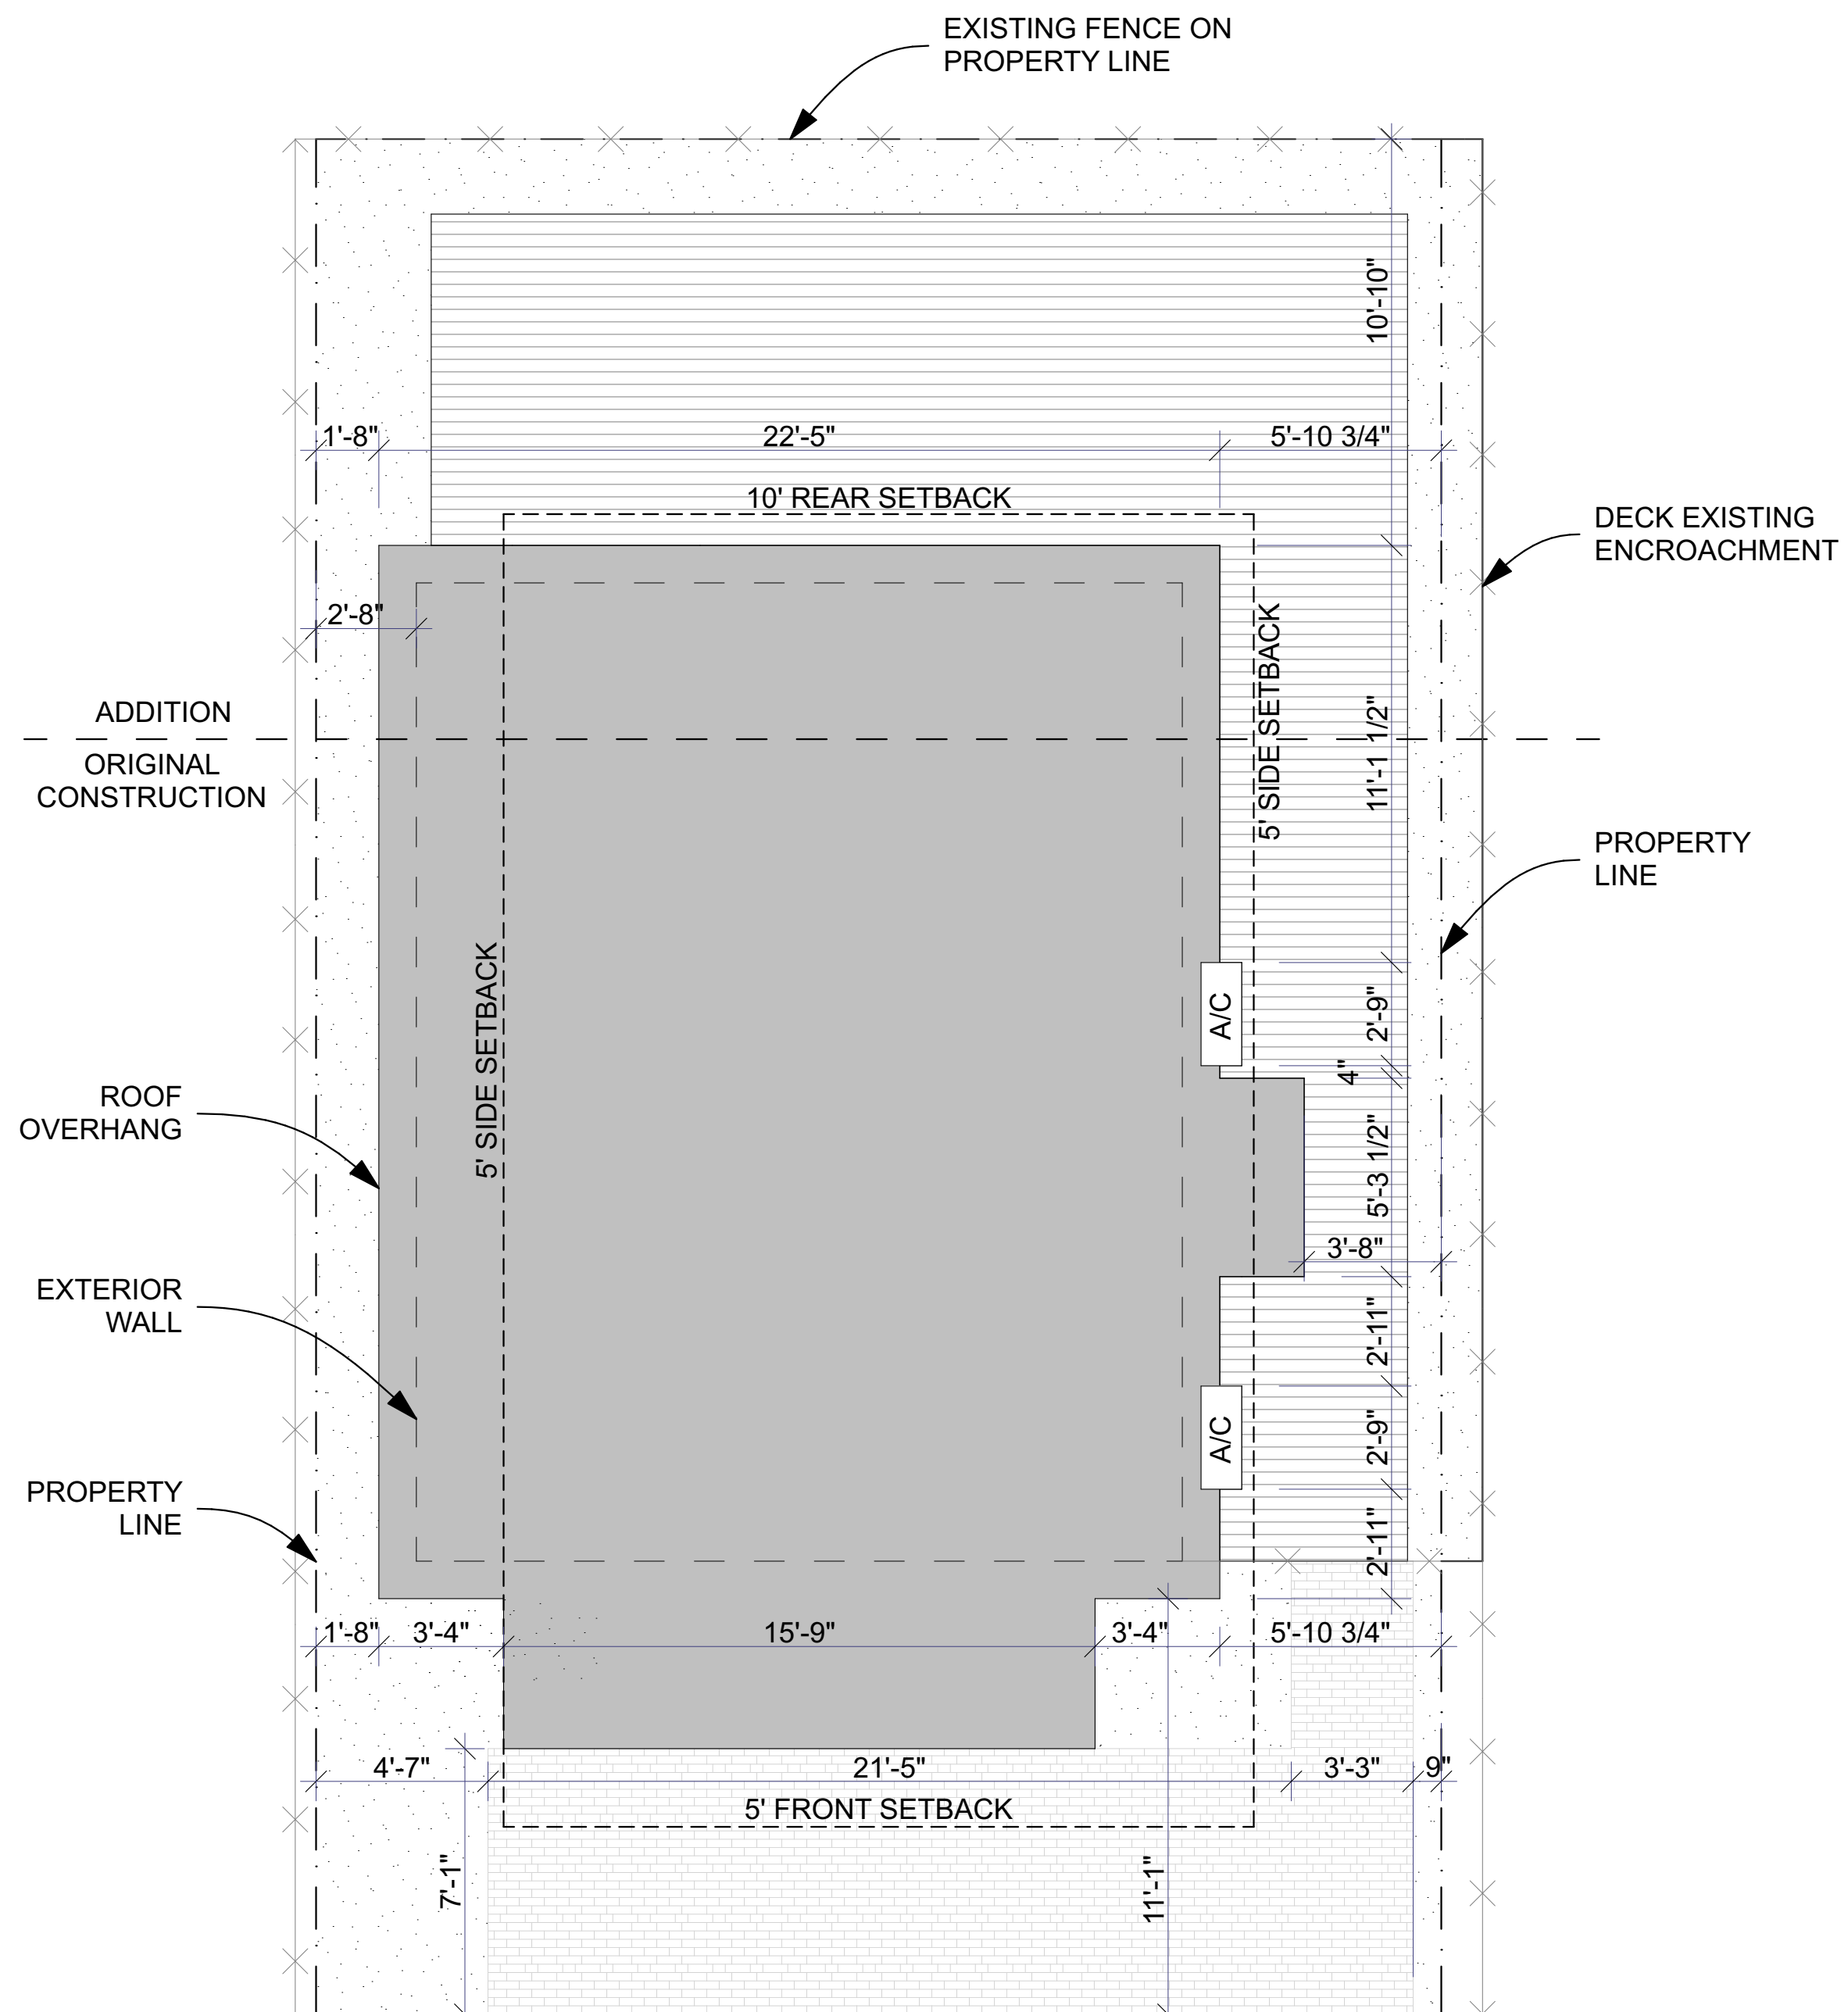 EXISTING FENCE ON
PROPERTY LINE
10'-10"
1'-8"
22'-5"
5'-10 3/4"
10' REAR SETBACK
DECK EXISTING
ENCROACHMENT
2'-8"
5' SIDE SETBACK
ADDITION
11'-1 1/2"
ORIGINAL
CONSTRUCTION
PROPERTY
LINE
5' SIDE SETBACK
A/C
2'-9"
4"
ROOF
OVERHANG
5'-3 1/2"
3'-8"
EXTERIOR
WALL
2'-11"
A/C
2'-9"
PROPERTY
LINE
2'-11"
1'-8"
3'-4"
15'-9"
3'-4"
5'-10 3/4"
4'-7"
21'-5"
3'-3"
9"
5' FRONT SETBACK
7'-1"
11'-1"